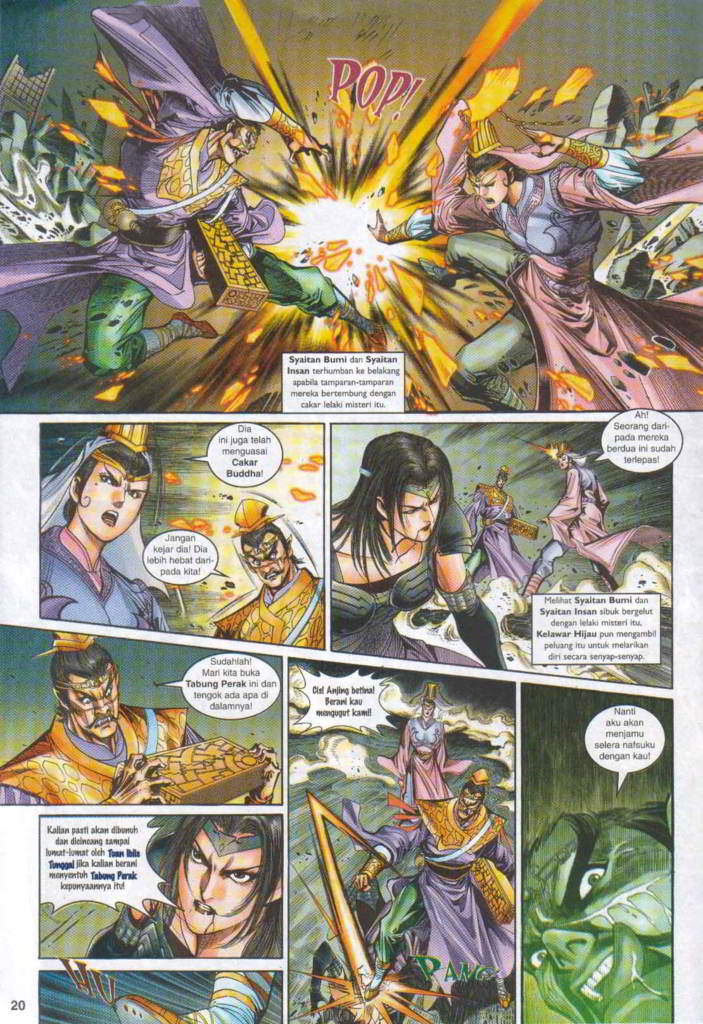 POP!
Syaitan Bumi dan Syaitan
Insan terhumban ke belakang
apabila tamparan-tamparan
mereka bertembung dengan
cakar lelaki misteri itu.
Dia
ini juga telah
menguasai
Cakar
Buddha!
Jangan
kejar dia! Dia
lebih hebat dari-
pada kita!
Ah!
Seorang dari-
pada mereka
berdua ini sudah
terlepas!
Melihat Syaitan Bumi dan
Syaitan Insan sibuk bergelut
dengan lelaki misteri itu,
Kelawar Hijau pun mengambil
peluang itu untuk melarikan
diri secara senyap-senyap.
Sudahlah!
Mari kita buka
Tabung Perak ini dan
tengok ada apa di
dalamnya!
Kalian pasti akan dibunuh
dan dicincang sampai
lumat-lumat oleh Tuan Iblis
Tunggal jika kalian berani
menyentuh Tabung Perak
kepunyaannya itu!
Cis! Anjing betina!
Berani kau
mengugut kami!
PANG
Nanti
aku akan
menjamu
selera nafsuku
dengan kau!
20